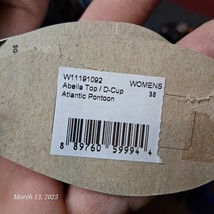 W11191092
Abella Top / D-Cup
Atlantic Pontoon
WOMENS
38
8 89760 59994 4
March 13, 2025